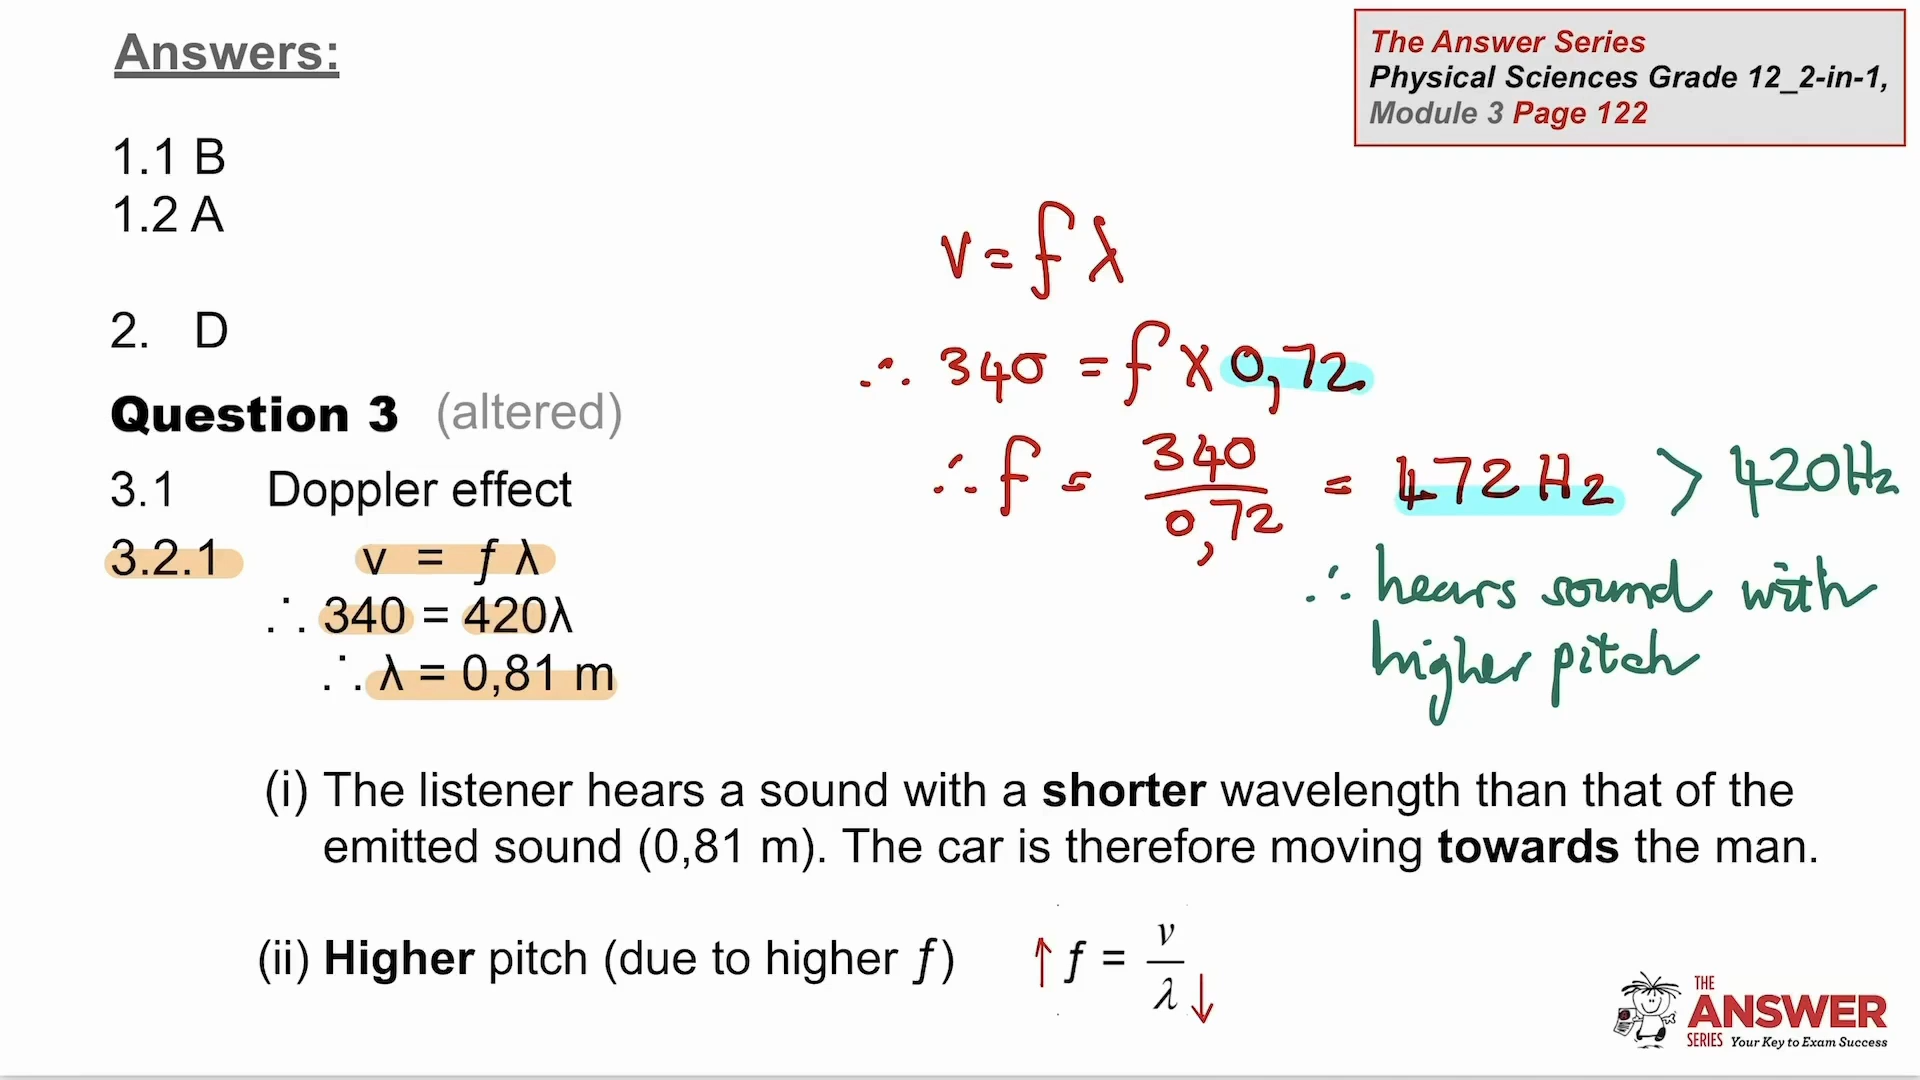 Answers:
The Answer Series
Physical Sciences Grade 12_2-in-1,
Module 3 Page 122
1.1 B
1.2 A
2. D
Question 3 (altered)
3.1 Doppler effect
3.2.1 v = f λ
∴ 340 = 420λ
∴ λ = 0,81 m
v = f λ
∴ 340 = f x 0,72
∴ f = 340/0,72 = 472 Hz > 420Hz
∴ hears sound with
higher pitch
(i) The listener hears a sound with a shorter wavelength than that of the
emitted sound (0,81 m). The car is therefore moving towards the man.
(ii) Higher pitch (due to higher f) ↑ f = v/λ ↓
THE
ANSWER
SERIES Your Key to Exam Success